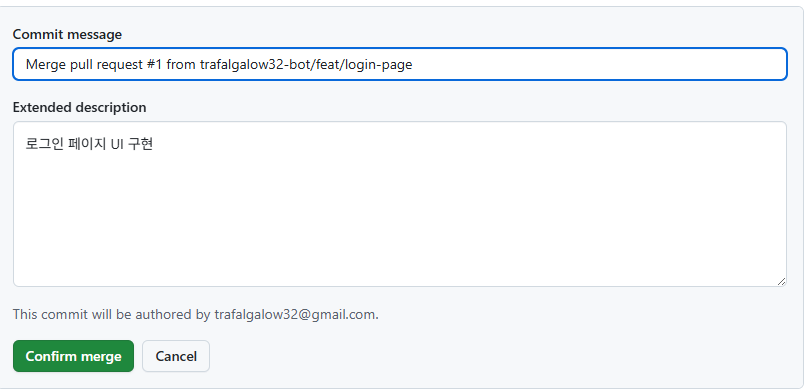 Commit message
Merge pull request #1 from trafalgalow32-bot/feat/login-page
Extended description
로그인 페이지 UI 구현
This commit will be authored by trafalgalow32@gmail.com.
Confirm merge
Cancel